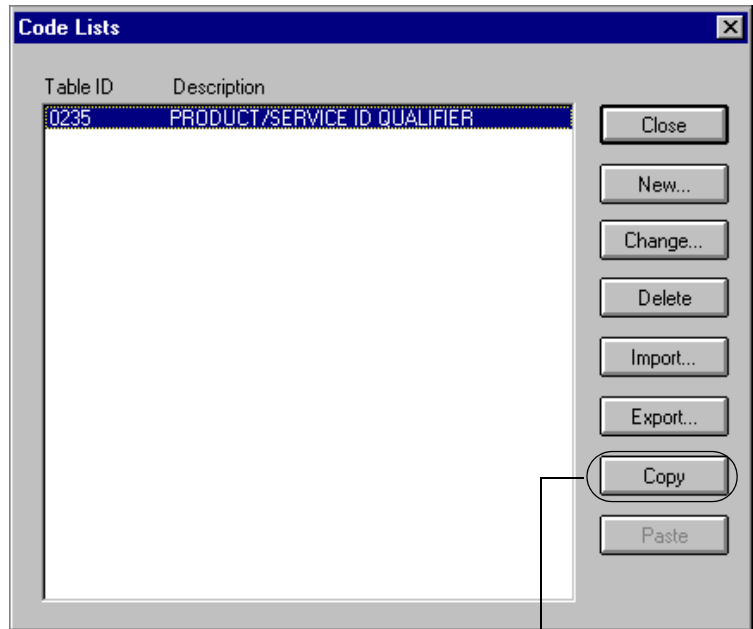 Code Lists
Table ID Description
0235 PRODUCT/SERVICE ID QUALIFIER
Close
New...
Change...
Delete
Import...
Export...
Copy
Paste